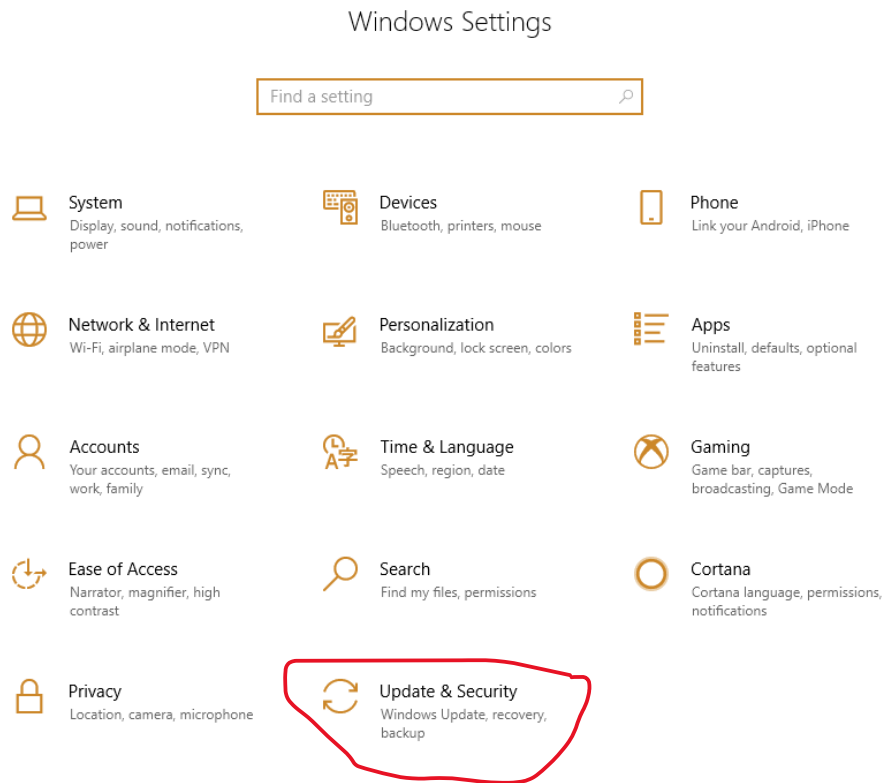 Windows Settings
Find a setting
System
Display, sound, notifications,
power
Devices
Bluetooth, printers, mouse
Phone
Link your Android, iPhone
Network & Internet
Wi-Fi, airplane mode, VPN
Personalization
Background, lock screen, colors
Apps
Uninstall, defaults, optional
features
Accounts
Your accounts, email, sync,
work, family
Time & Language
Speech, region, date
Gaming
Game bar, captures,
broadcasting, Game Mode
Ease of Access
Narrator, magnifier, high
contrast
Search
Find my files, permissions
Cortana
Cortana language, permissions,
notifications
Privacy
Location, camera, microphone
Update & Security
Windows Update, recovery,
backup